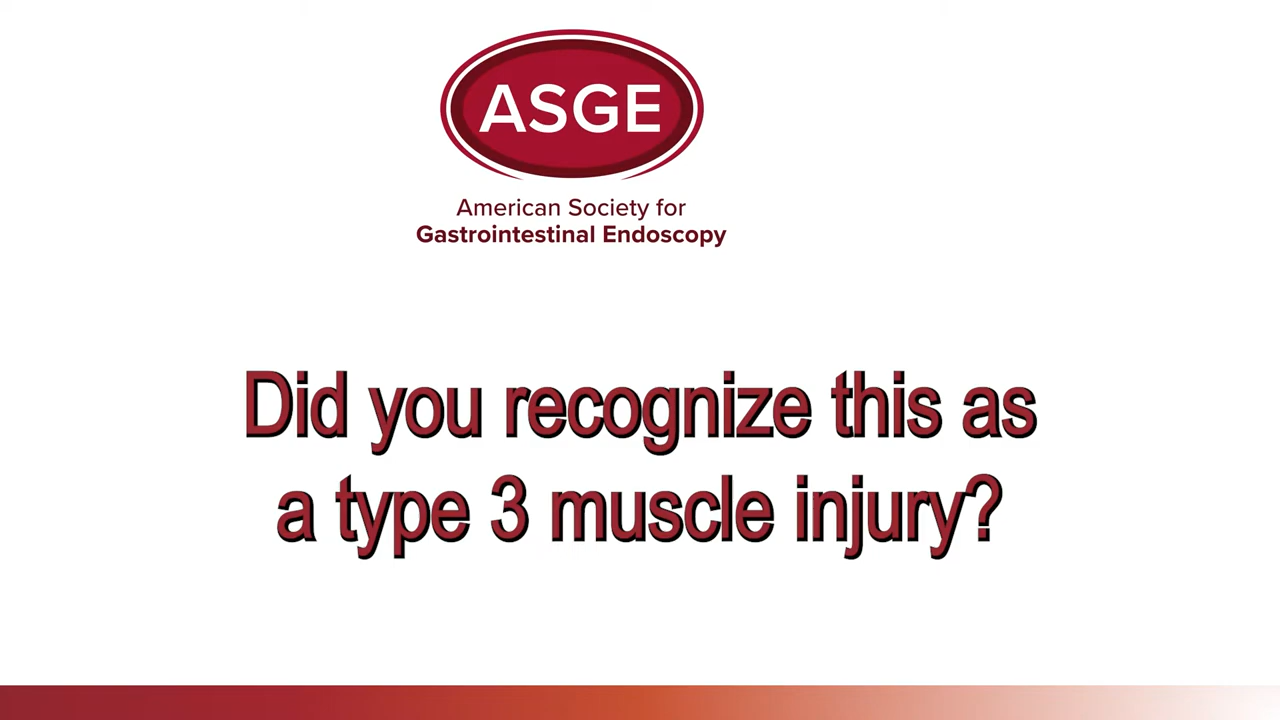 ASGE
American Society for
Gastrointestinal Endoscopy
Did you recognize this as
a type 3 muscle injury?